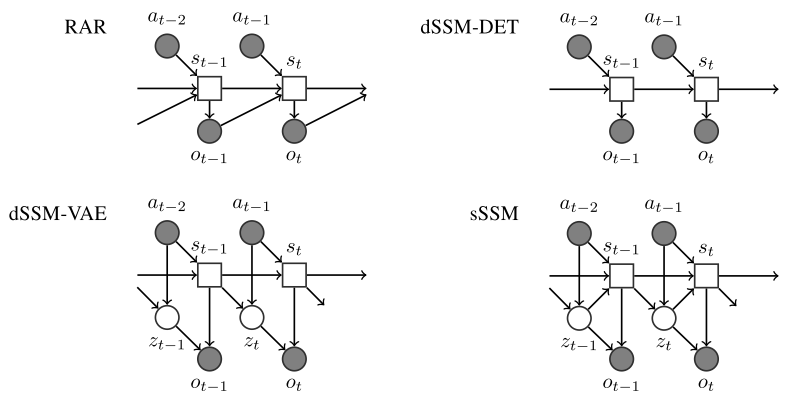 RAR
a_{t-2} a_{t-1}
s_{t-1} s_t
o_{t-1} o_t
dSSM-DET
a_{t-2} a_{t-1}
s_{t-1} s_t
o_{t-1} o_t
dSSM-VAE
a_{t-2} a_{t-1}
s_{t-1} s_t
z_{t-1} z_t
o_{t-1} o_t
sSSM
a_{t-2} a_{t-1}
s_{t-1} s_t
z_{t-1} z_t
o_{t-1} o_t